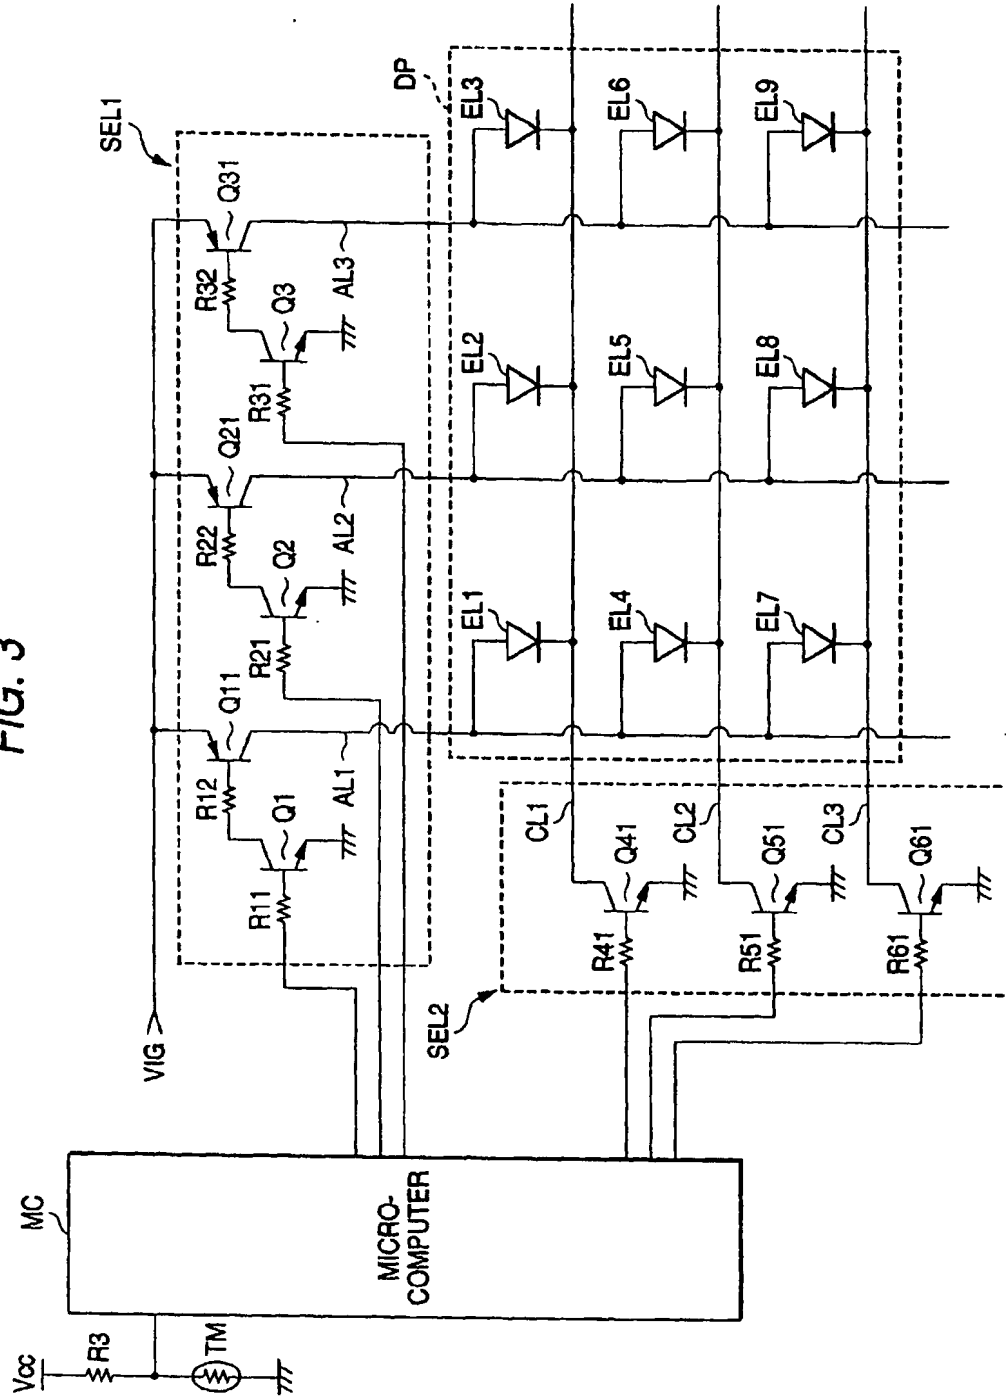 FIG. 3
Vcc
R3
TM
MC
MICRO-
COMPUTER
VIG
SEL1
R11
Q1
R12
Q11
AL1
R21
Q2
R22
Q21
AL2
R31
Q3
R32
Q31
AL3
DP
EL1
EL2
EL3
EL4
EL5
EL6
EL7
EL8
EL9
SEL2
CL1
R41
Q41
CL2
R51
Q51
CL3
R61
Q61